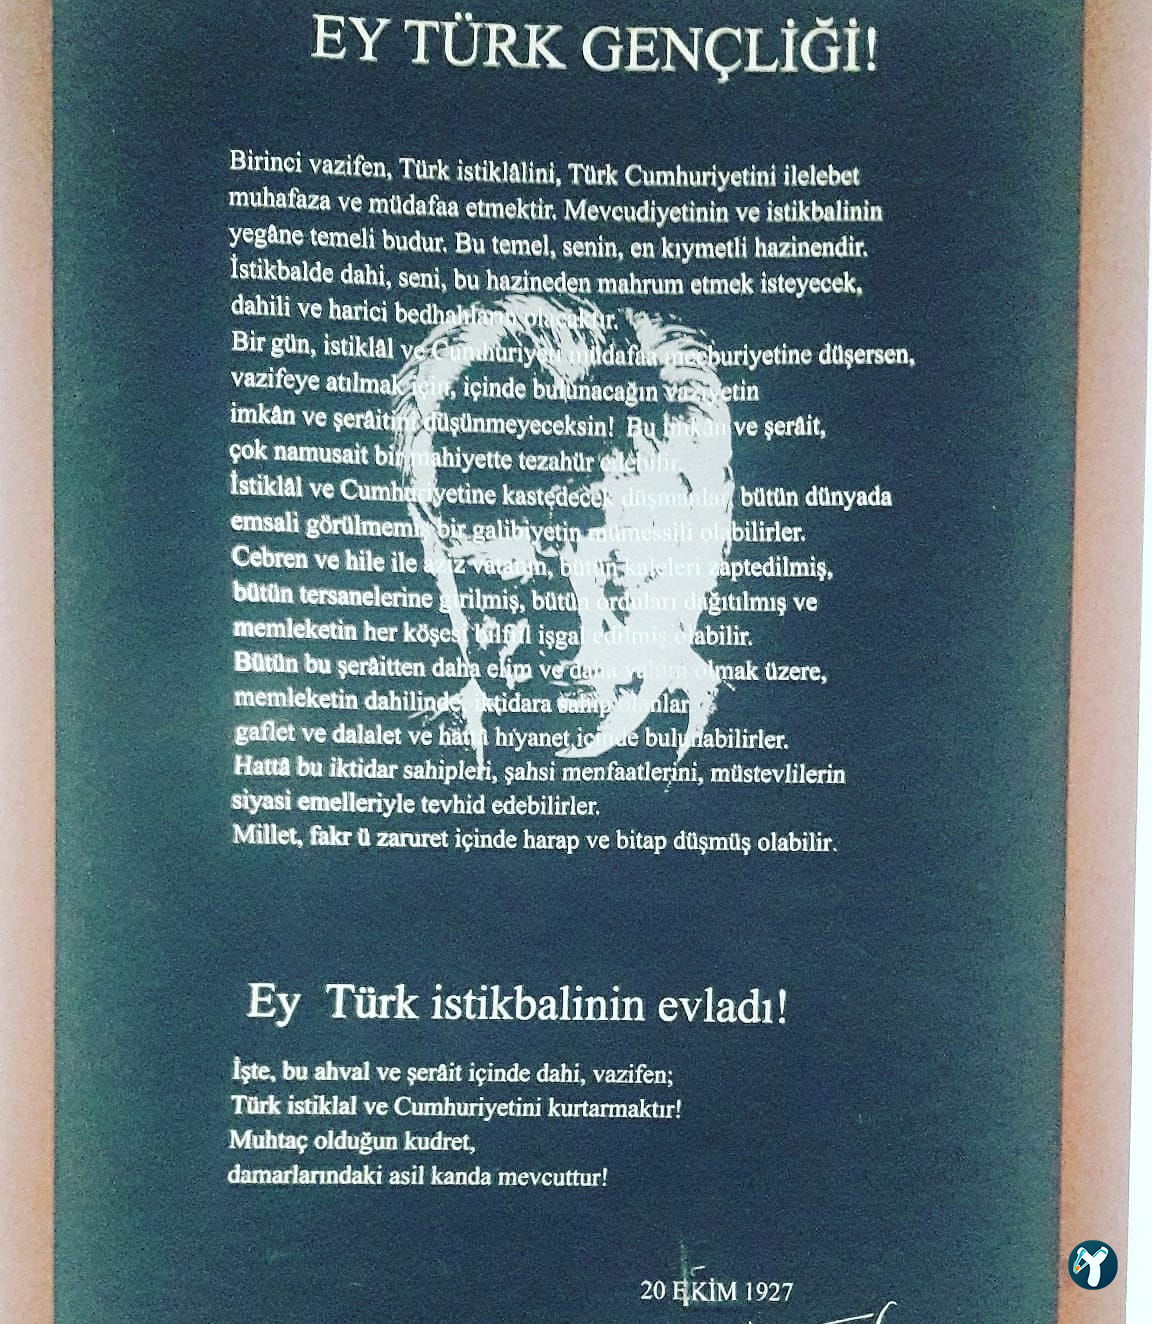 EY TÜRK GENÇLİĞİ!
Birinci vazifen, Türk istiklâlini, Türk Cumhuriyetini ilelebet
muhafaza ve müdafaa etmektir. Mevcudiyetinin ve istikbalinin
yegâne temeli budur. Bu temel, senin, en kıymetli hazinendir.
İstikbalde dahi, seni, bu hazineden mahrum etmek isteyecek,
dahili ve harici bedhahların olacaktır.
Bir gün, istiklâl ve Cumhuriyeti müdafaa mecburiyetine düşersen,
vazifeye atılmak için, içinde bulunacağın vaziyetin
imkân ve şerâitini düşünmeyeceksin! Bu imkân ve şerâit,
çok namusait bir mahiyette tezahür edebilir.
İstiklâl ve Cumhuriyetine kastedecek düşmanlar, bütün dünyada
emsali görülmemiş bir galibiyetin mümessili olabilirler.
Cebren ve hile ile aziz vatanın, bütün kaleleri zaptedilmiş,
bütün tersanelerine girilmiş, bütün orduları dağıtılmış ve
memleketin her köşesi bilfiil işgal edilmiş olabilir.
Bütün bu şerâitten daha elim ve daha vahim olmak üzere,
memleketin dahilinde, iktidara sahip olanlar
gaflet ve dalalet ve hattâ hıyanet içinde bulunabilirler.
Hattâ bu iktidar sahipleri, şahsi menfaatlerini, müstevlilerin
siyasi emelleriyle tevhid edebilirler.
Millet, fakr ü zaruret içinde harap ve bitap düşmüş olabilir.
Ey Türk istikbalinin evladı!
İşte, bu ahval ve şerâit içinde dahi, vazifen;
Türk istiklal ve Cumhuriyetini kurtarmaktır!
Muhtaç olduğun kudret,
damarlarındaki asil kanda mevcuttur!
20 EKİM 1927